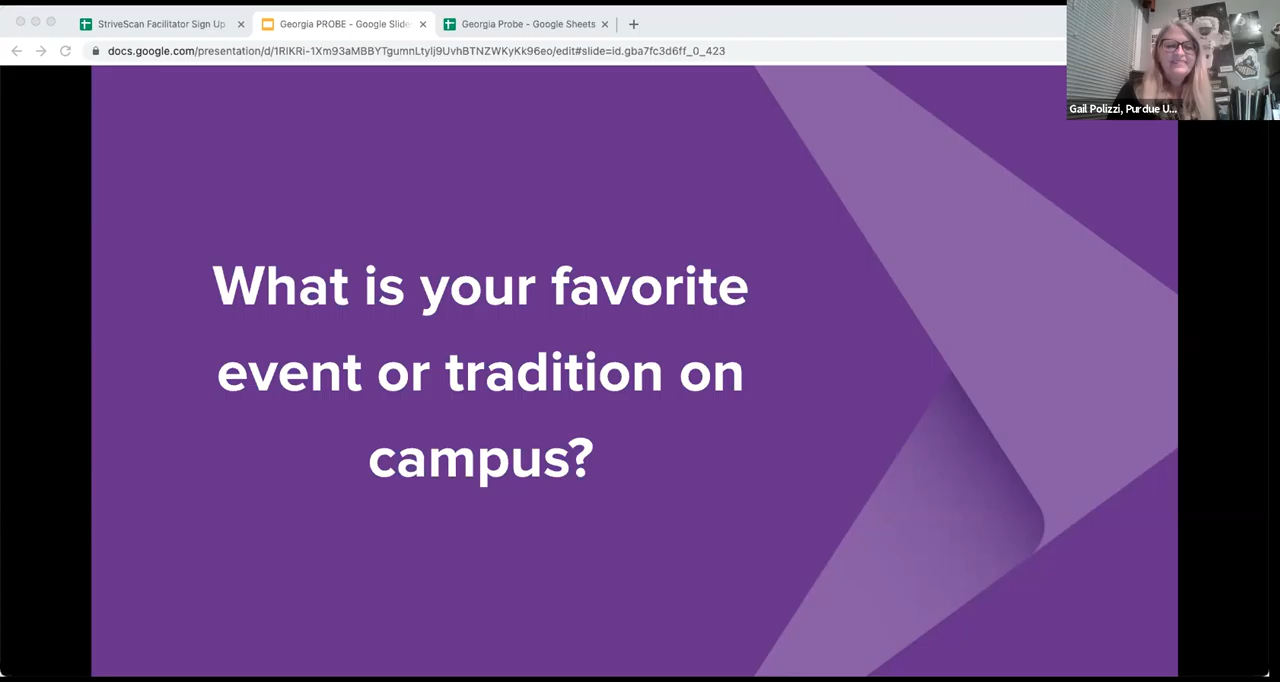 StriveScan Facilitator Sign Up
Georgia PROBE - Google Slide
Georgia Probe - Google Sheets
docs.google.com/presentation/d/1RIKRi-1Xm93aMBBYTgumnLtyIj9UvhBTNZWKyKk96eo/edit#slide=id.gba7fc3d6ff_0_423
Gail Polizzi, Purdue U...
What is your favorite
event or tradition on
campus?